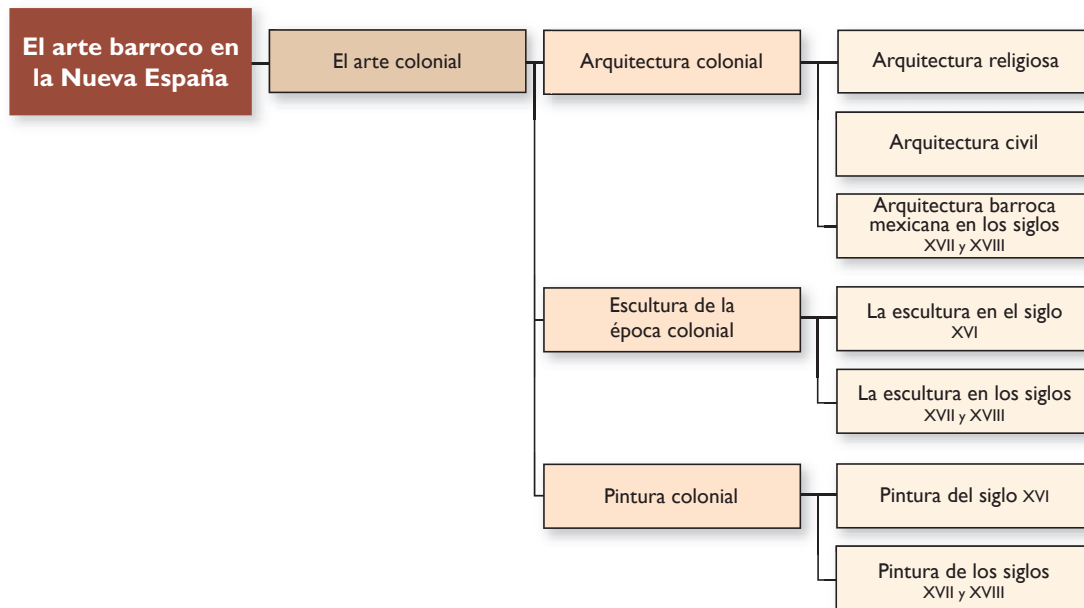 El arte barroco en
la Nueva España
El arte colonial
Arquitectura colonial
Arquitectura religiosa
Arquitectura civil
Arquitectura barroca
mexicana en los siglos
XVII y XVIII
Escultura de la
época colonial
La escultura en el siglo
XVI
La escultura en los siglos
XVII y XVIII
Pintura colonial
Pintura del siglo XVI
Pintura de los siglos
XVII y XVIII